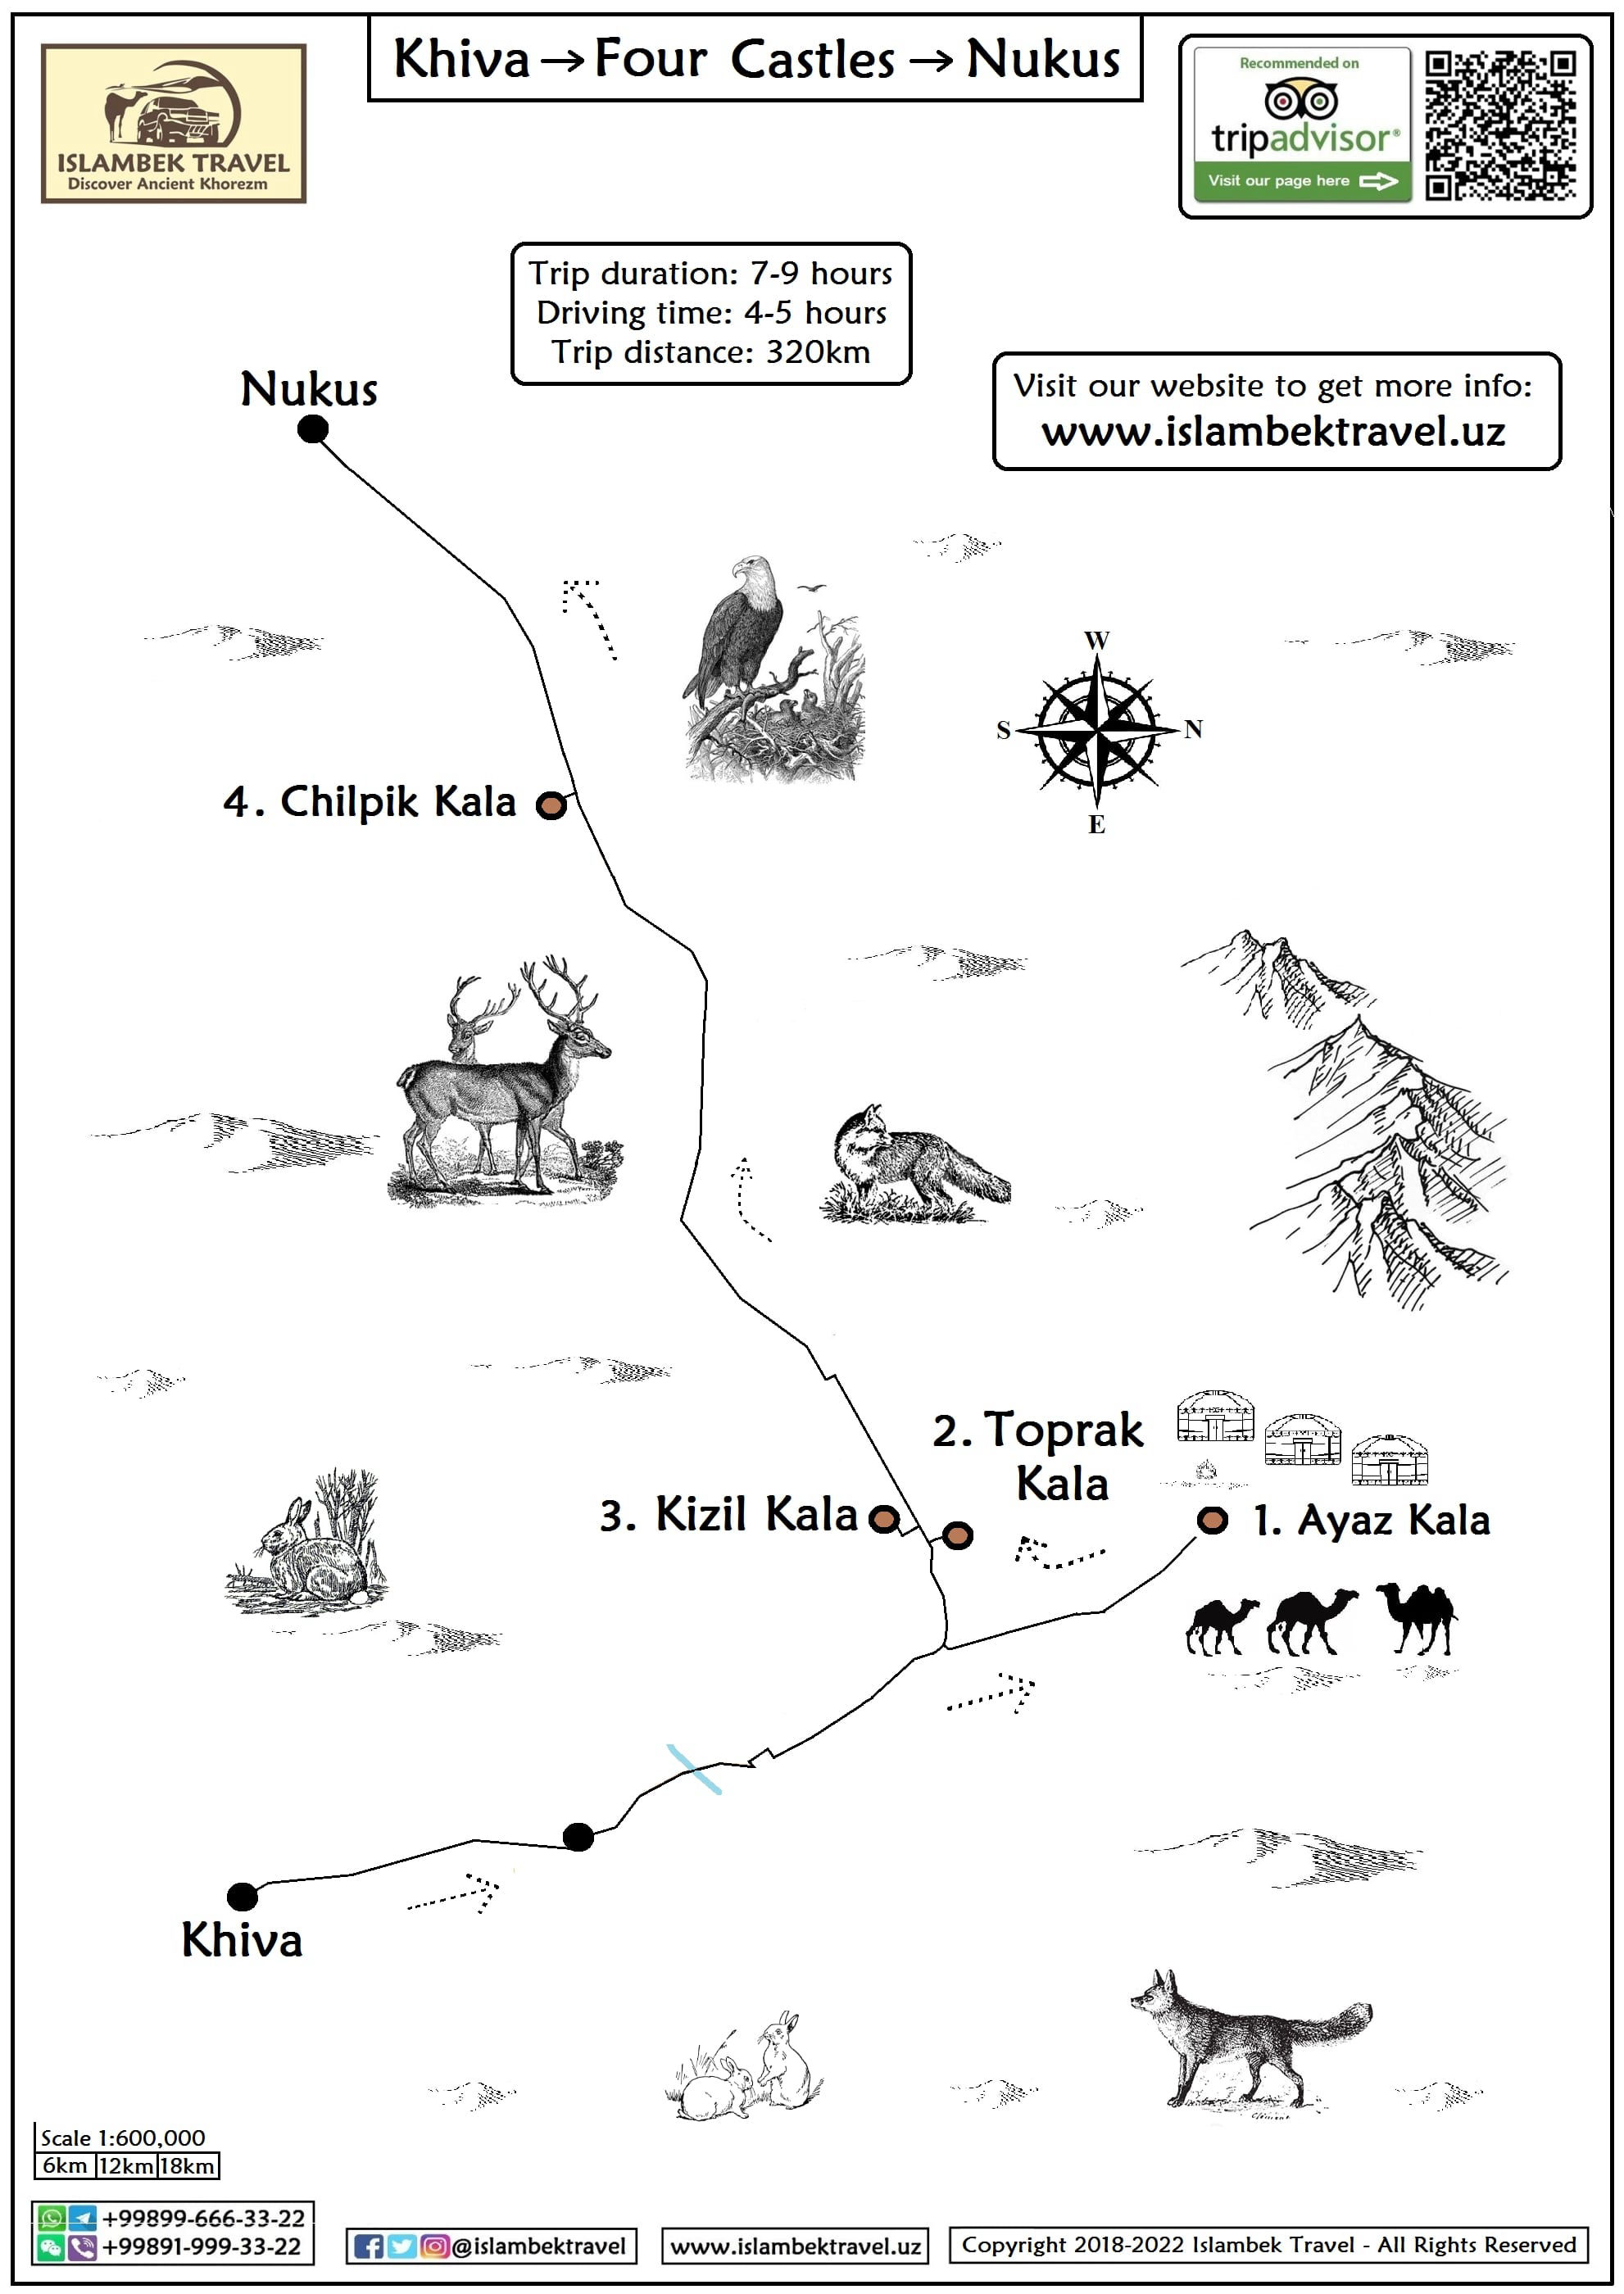 Khiva → Four Castles → Nukus
ISLAMBEK TRAVEL
Discover Ancient Khorezm
Recommended on
tripadvisor®
Visit our page here
Trip duration: 7-9 hours
Driving time: 4-5 hours
Trip distance: 320km
Visit our website to get more info:
www.islambektravel.uz
Nukus
W
S
N
E
4. Chilpik Kala
2. Toprak
Kala
3. Kizil Kala
1. Ayaz Kala
Khiva
Scale 1:600,000
6km 12km 18km
+99899-666-33-22
+99891-999-33-22
@islambektravel
www.islambektravel.uz
Copyright 2018-2022 Islambek Travel - All Rights Reserved